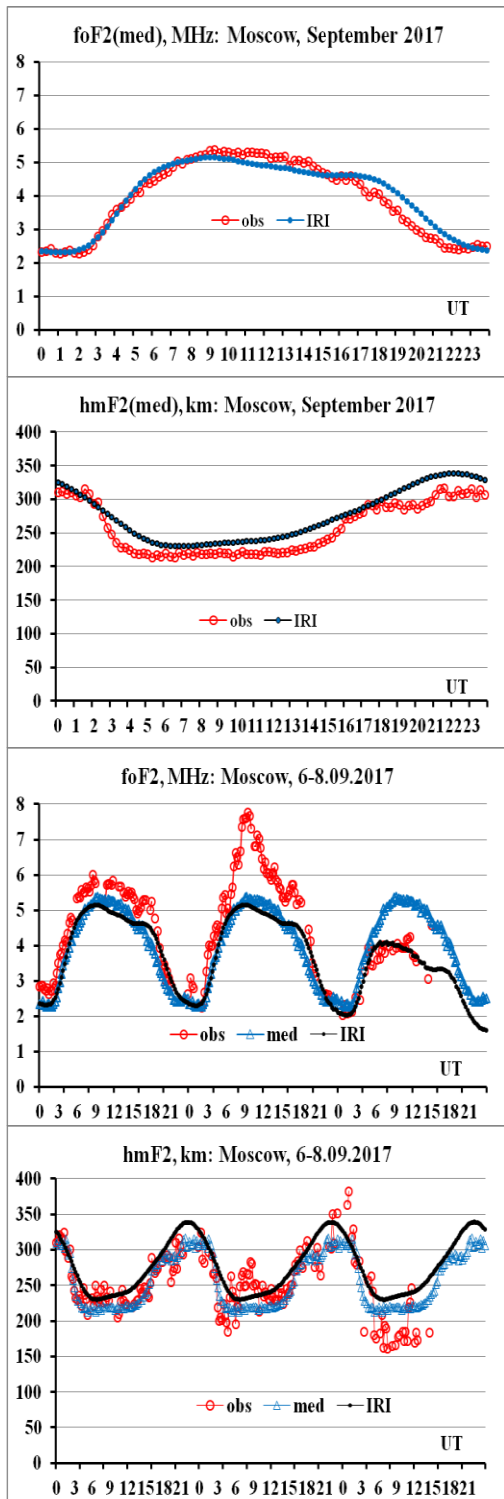 foF2(med), MHz: Moscow, September 2017
8
7
6
5
4
3
2
1
0
obs IRI
UT
0 1 2 3 4 5 6 7 8 9 10 11 12 13 14 15 16 17 18 19 20 21 22 23
hmF2(med), km: Moscow, September 2017
400
350
300
250
200
150
100
50
0
obs IRI
UT
0 1 2 3 4 5 6 7 8 9 10 11 12 13 14 15 16 17 18 19 20 21 22 23
foF2, MHz: Moscow, 6-8.09.2017
8
7
6
5
4
3
2
1
0
obs med IRI
UT
0 3 6 9 12 15 18 21 0 3 6 9 12 15 18 21 0 3 6 9 12 15 18 21
hmF2, km: Moscow, 6-8.09.2017
400
350
300
250
200
150
100
50
0
obs med IRI
UT
0 3 6 9 12 15 18 21 0 3 6 9 12 15 18 21 0 3 6 9 12 15 18 21